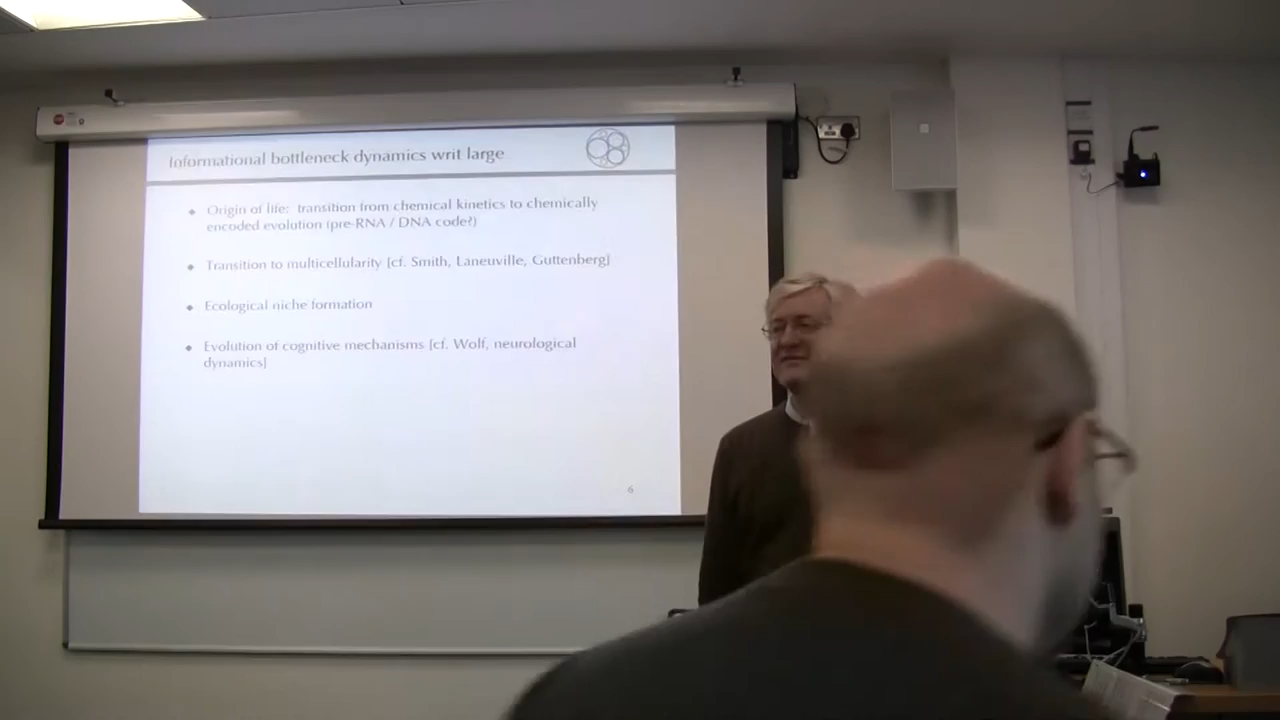 Informational bottleneck dynamics writ large
◆ Origin of life: transition from chemical kinetics to chemically
encoded evolution (pre-RNA / DNA code?)
◆ Transition to multicellularity [cf. Smith, Laneuville, Guttenberg]
◆ Ecological niche formation
◆ Evolution of cognitive mechanisms [cf. Wolf, neurological
dynamics]
6